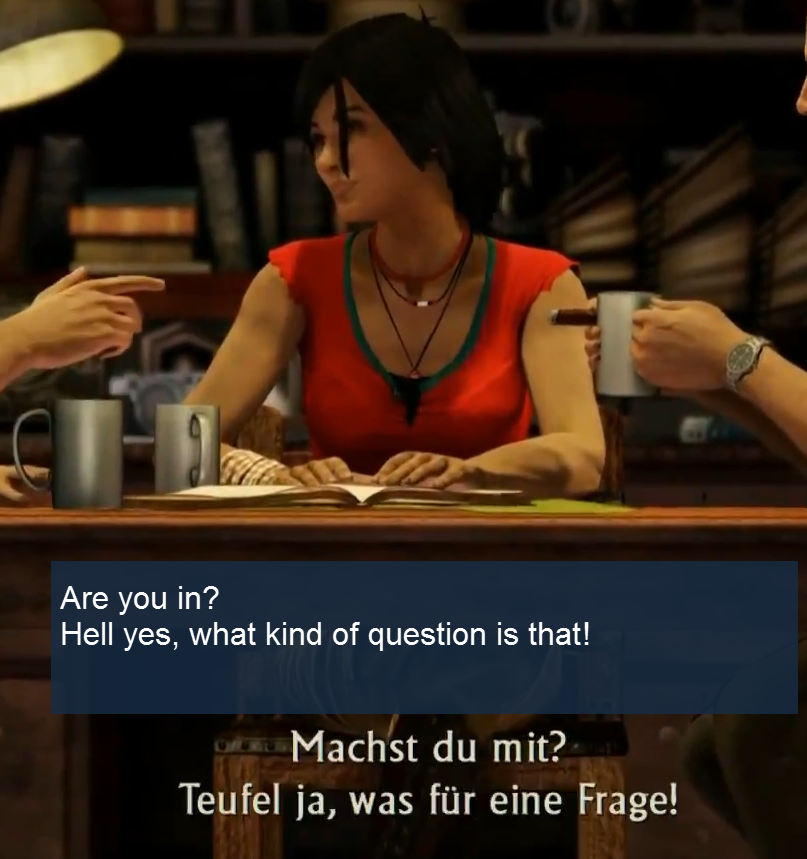 Are you in?
Hell yes, what kind of question is that!
Machst du mit?
Teufel ja, was für eine Frage!